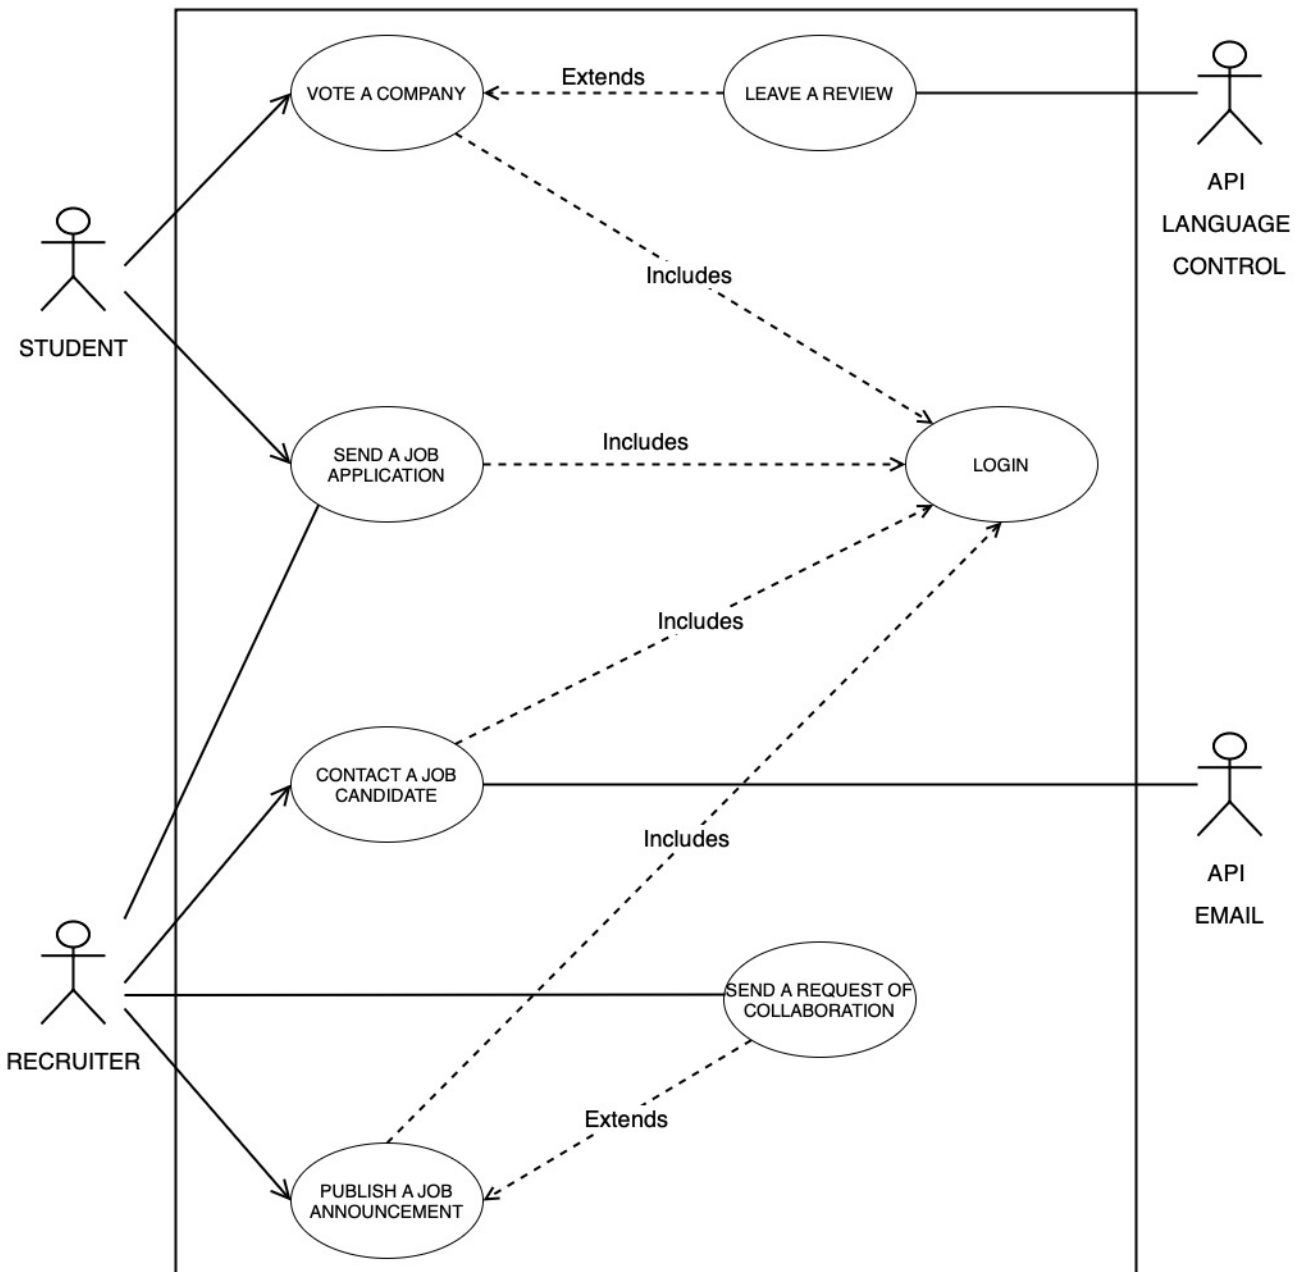 VOTE A COMPANY
Extends
LEAVE A REVIEW
API
LANGUAGE
CONTROL
Includes
STUDENT
SEND A JOB
APPLICATION
Includes
LOGIN
Includes
CONTACT A JOB
CANDIDATE
Includes
API
EMAIL
SEND A REQUEST OF
COLLABORATION
RECRUITER
Extends
PUBLISH A JOB
ANNOUNCEMENT